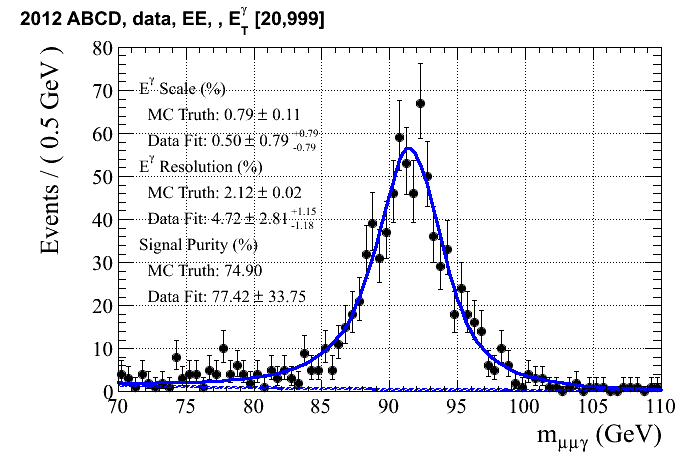 2012 ABCD, data, EE, , E_T^γ [20,999]
Events / ( 0.5 GeV )
80
70
60
50
40
30
20
10
0
E^γ Scale (%)
MC Truth: 0.79 ± 0.11
Data Fit: 0.50 ± 0.79 +0.79 -0.79
E^γ Resolution (%)
MC Truth: 2.12 ± 0.02
Data Fit: 4.72 ± 2.81 +1.15 -1.18
Signal Purity (%)
MC Truth: 74.90
Data Fit: 77.42 ± 33.75
70 75 80 85 90 95 100 105 110
m_μμγ (GeV)